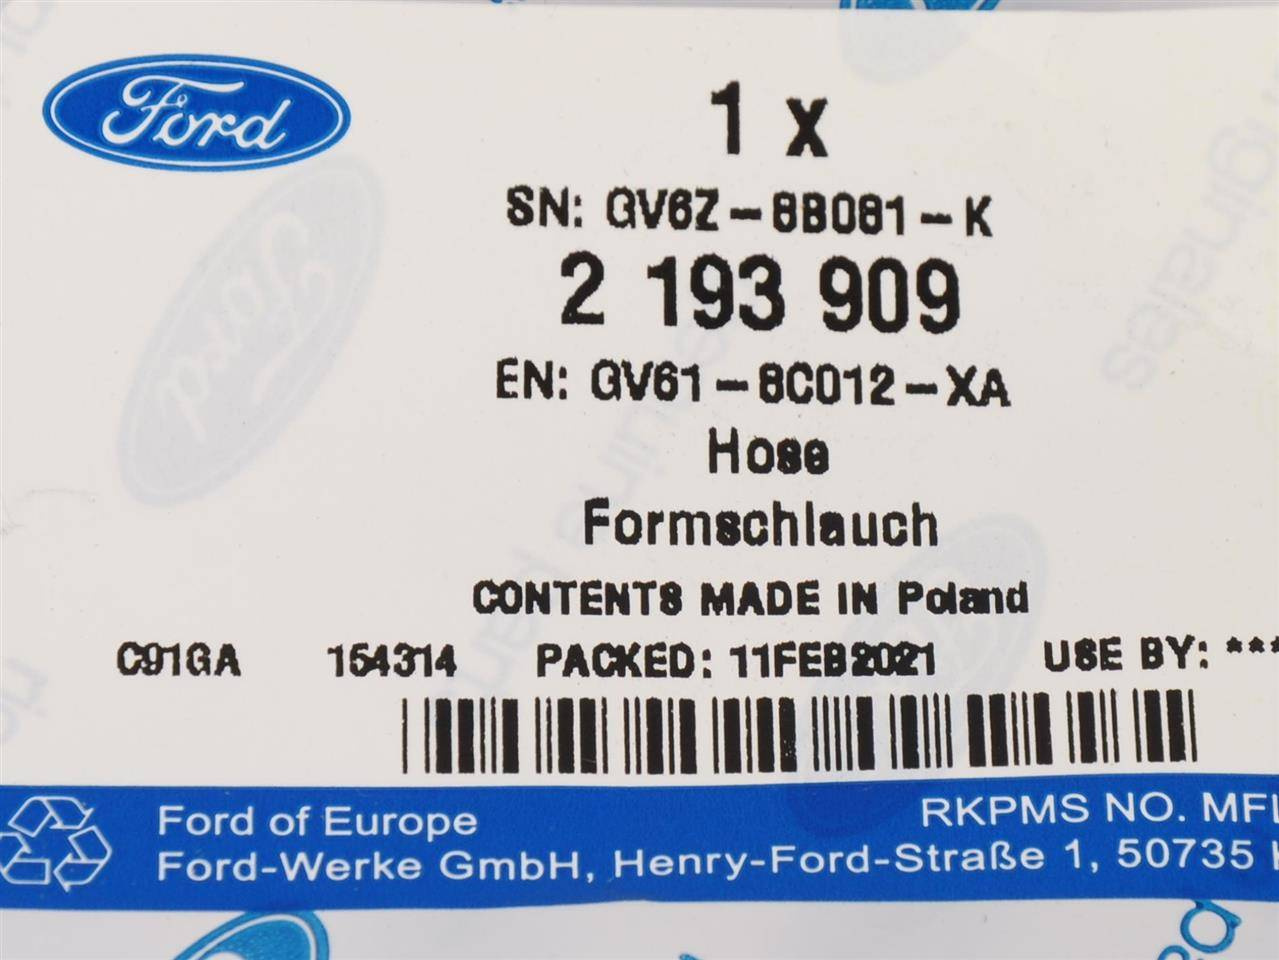 Ford
1 x
SN: GV6Z-8B081-K
2 193 909
EN: GV61-8C012-XA
Hose
Formschlauch
CONTENTS MADE IN Poland
C91GA 154314 PACKED: 11FEB2021 USE BY: ***
Ford of Europe RKPMS NO. MFL
Ford-Werke GmbH, Henry-Ford-Straße 1, 50735